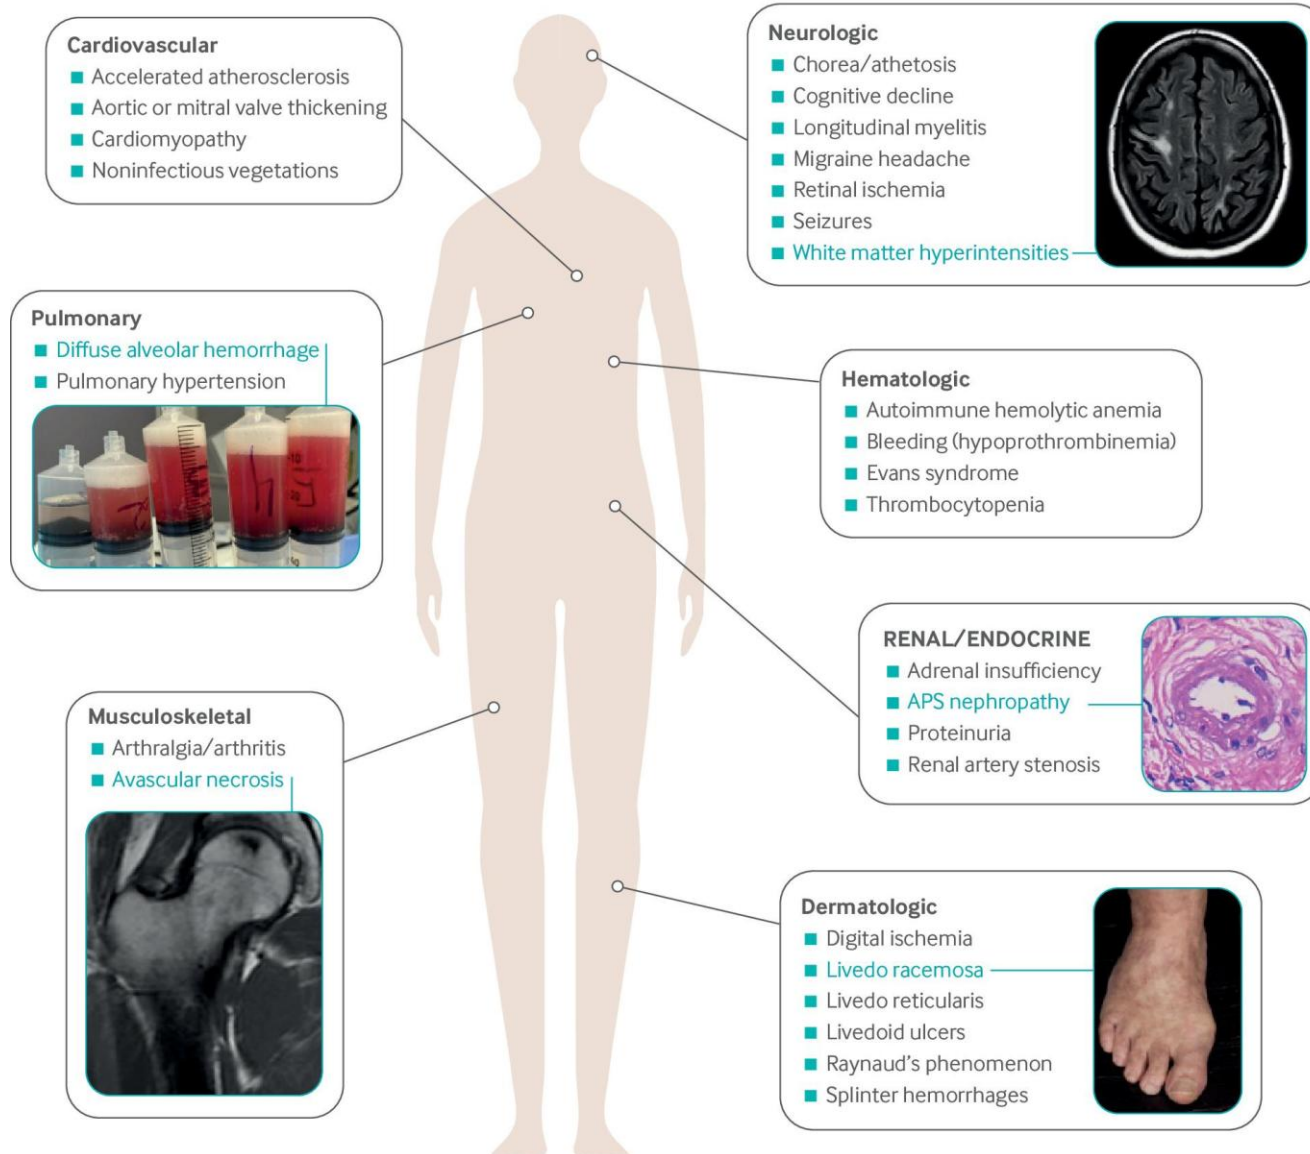 Cardiovascular
Accelerated atherosclerosis
Aortic or mitral valve thickening
Cardiomyopathy
Noninfectious vegetations
Neurologic
Chorea/athetosis
Cognitive decline
Longitudinal myelitis
Migraine headache
Retinal ischemia
Seizures
White matter hyperintensities
Pulmonary
Diffuse alveolar hemorrhage
Pulmonary hypertension
Hematologic
Autoimmune hemolytic anemia
Bleeding (hypoprothrombinemia)
Evans syndrome
Thrombocytopenia
RENAL/ENDOCRINE
Adrenal insufficiency
APS nephropathy
Proteinuria
Renal artery stenosis
Musculoskeletal
Arthralgia/arthritis
Avascular necrosis
Dermatologic
Digital ischemia
Livedo racemosa
Livedo reticularis
Livedoid ulcers
Raynaud’s phenomenon
Splinter hemorrhages